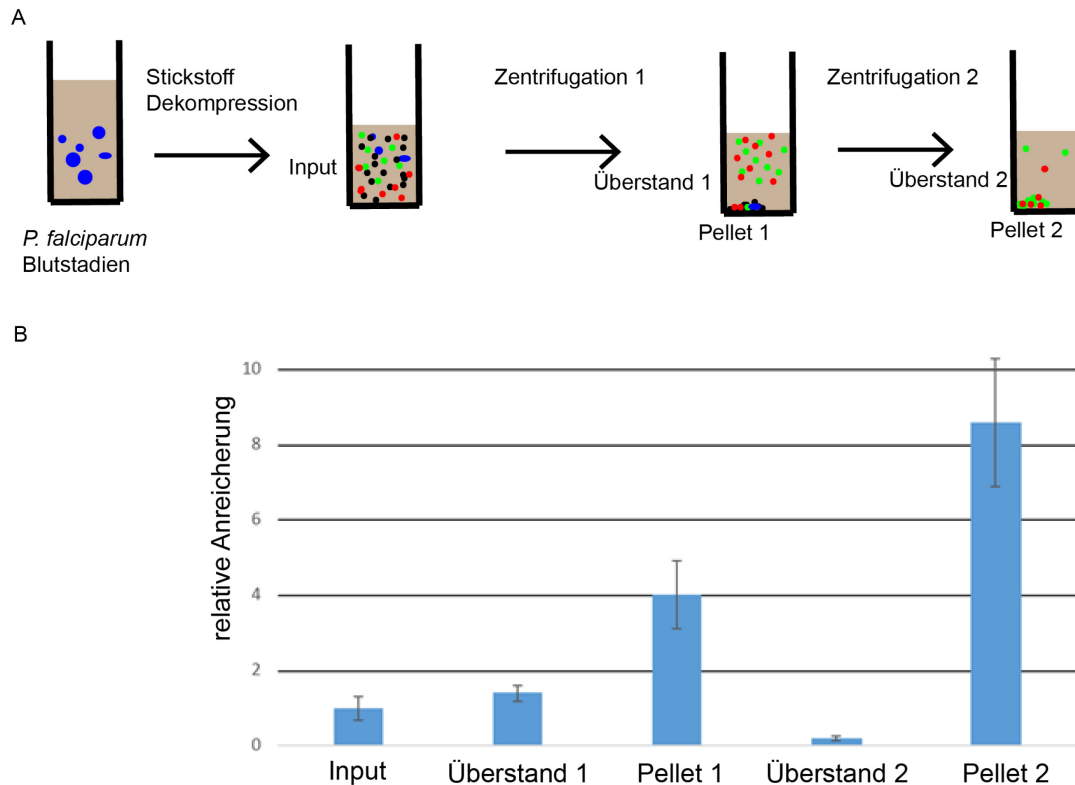 A
Stickstoff
Dekompression
Zentrifugation 1
Zentrifugation 2
Input
Überstand 1
Überstand 2
Pellet 1
Pellet 2
P. falciparum
Blutstadien
B
relative Anreicherung
10
8
6
4
2
0
Input
Überstand 1
Pellet 1
Überstand 2
Pellet 2